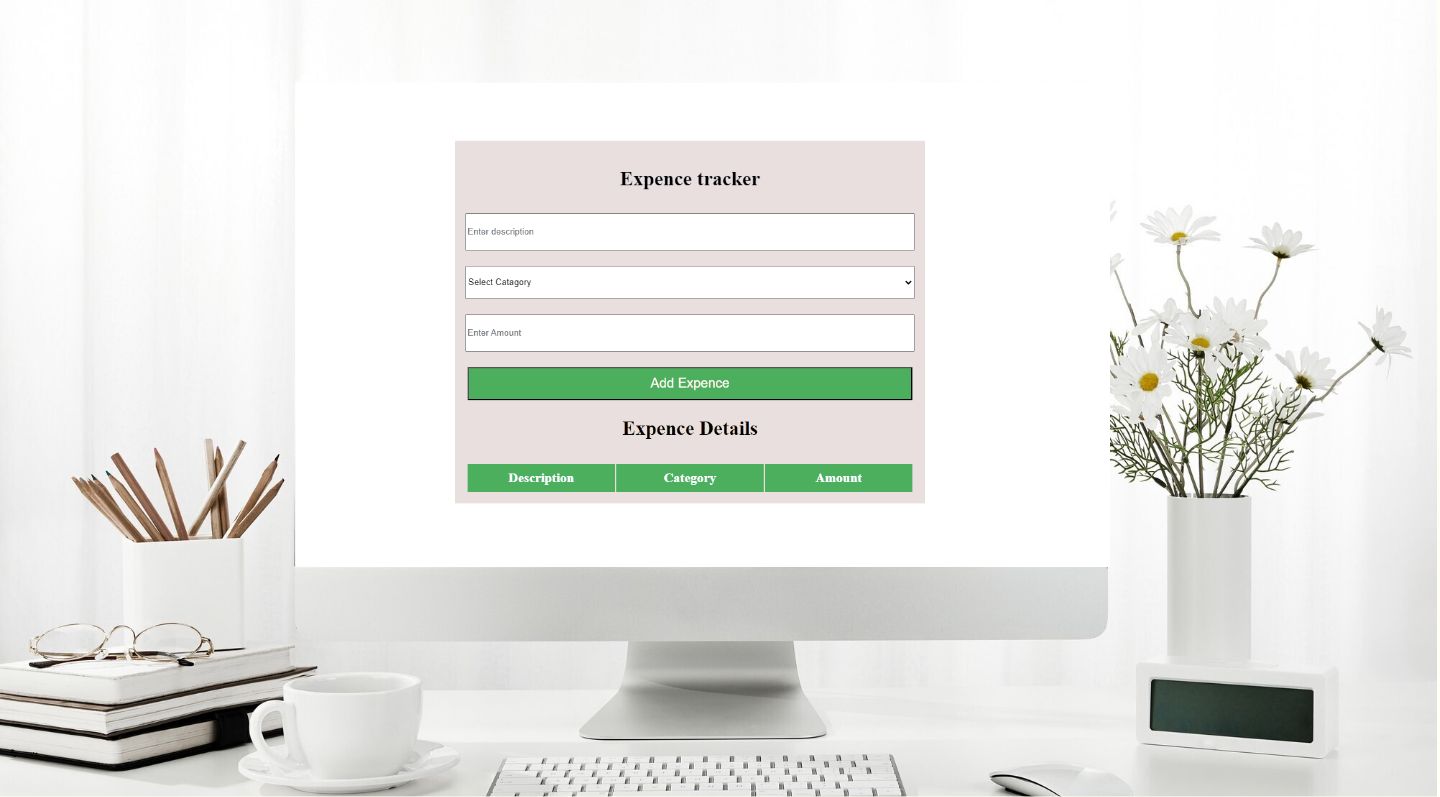 Expence tracker
Enter description
Select Catagory
Enter Amount
Add Expence
Expence Details
Description Category Amount